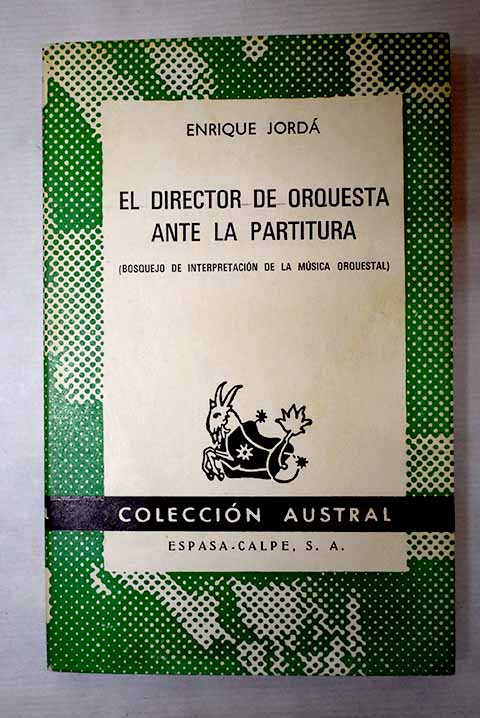 ENRIQUE JORDÁ
EL DIRECTOR DE ORQUESTA
ANTE LA PARTITURA
(BOSQUEJO DE INTERPRETACIÓN DE LA MÚSICA ORQUESTAL)
COLECCIÓN AUSTRAL
ESPASA-CALPE, S. A.